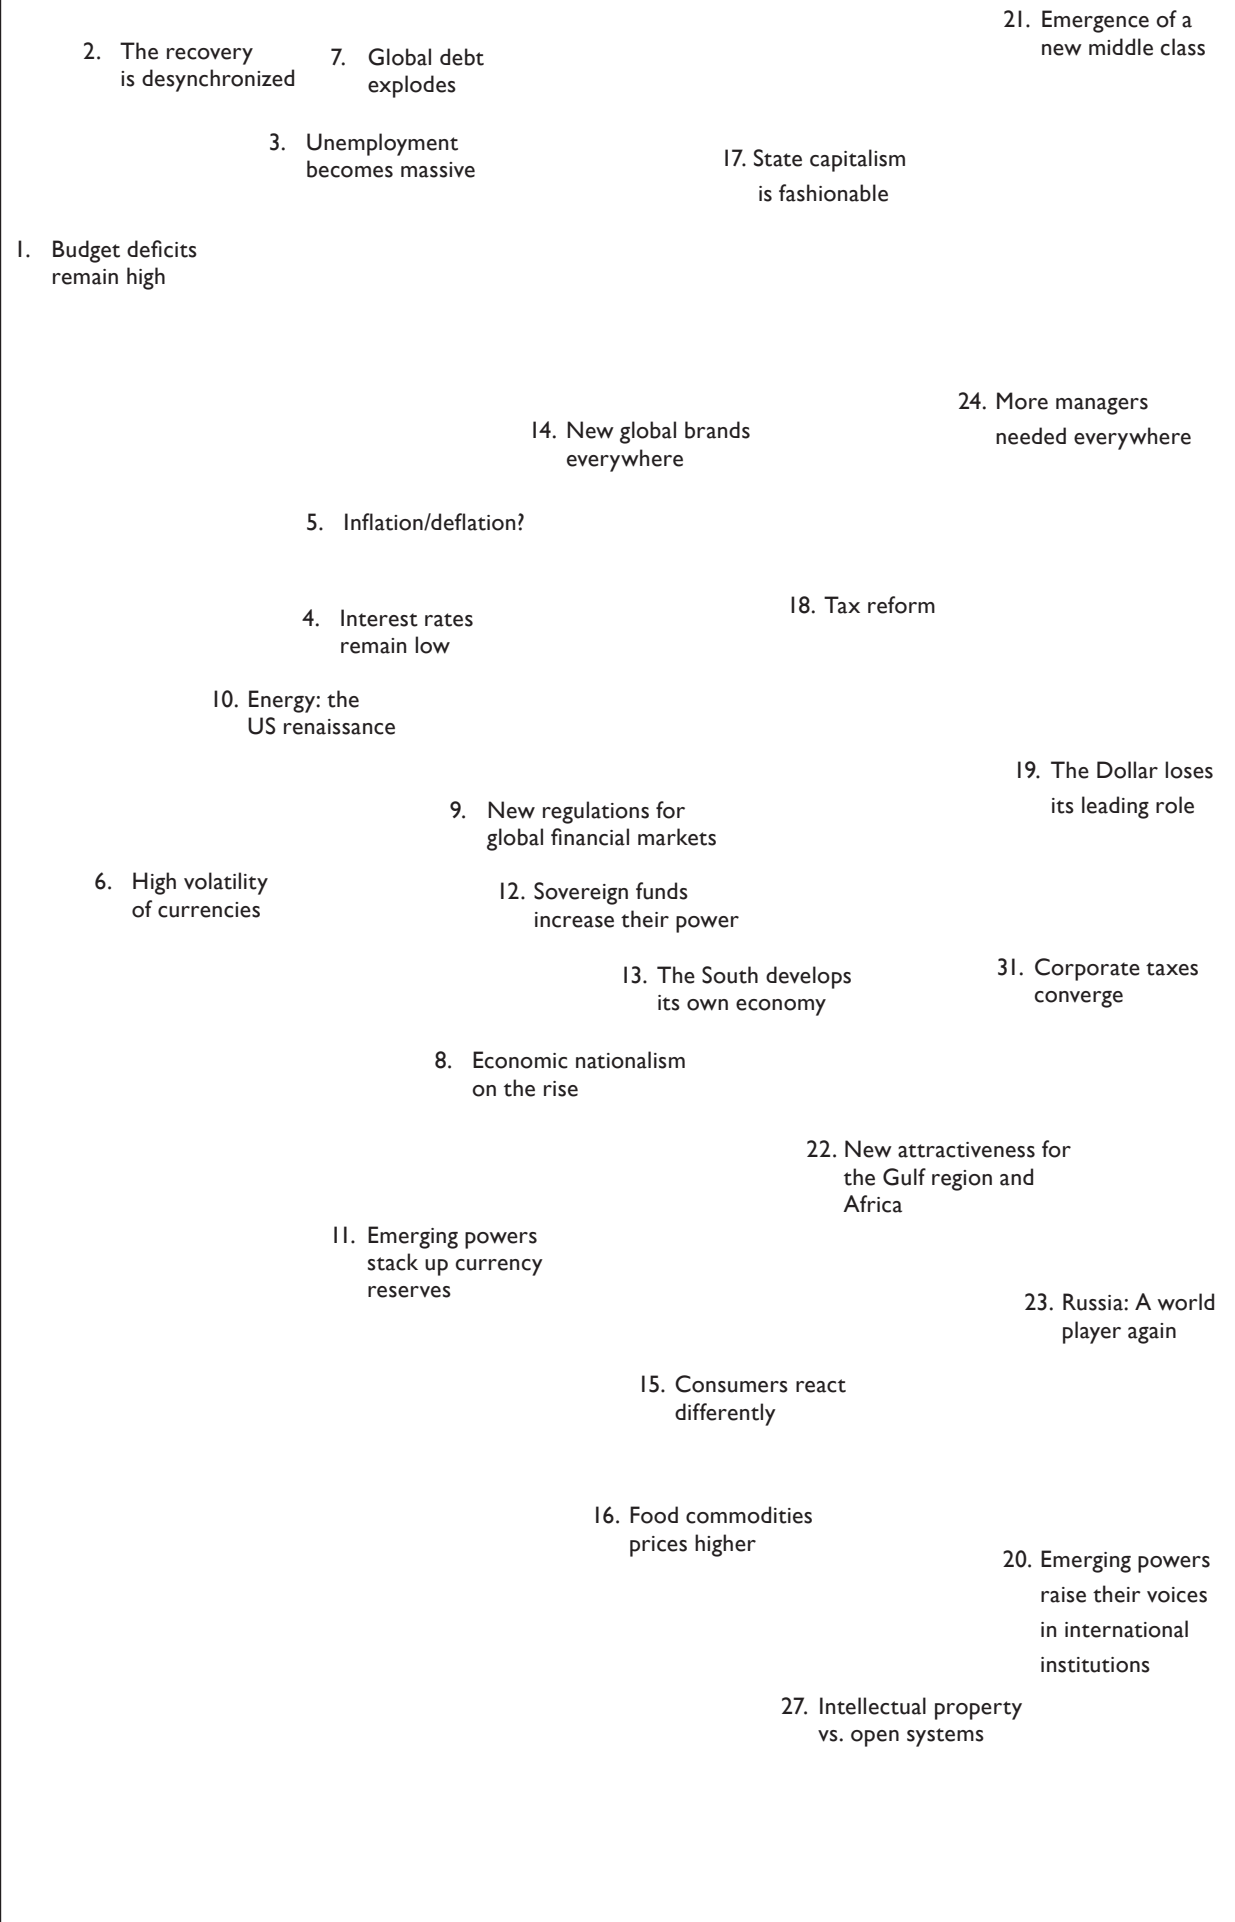 21. Emergence of a
new middle class
2. The recovery
is desynchronized
7. Global debt
explodes
3. Unemployment
becomes massive
17. State capitalism
is fashionable
1. Budget deficits
remain high
24. More managers
needed everywhere
14. New global brands
everywhere
5. Inflation/deflation?
18. Tax reform
4. Interest rates
remain low
10. Energy: the
US renaissance
19. The Dollar loses
its leading role
9. New regulations for
global financial markets
6. High volatility
of currencies
12. Sovereign funds
increase their power
31. Corporate taxes
converge
13. The South develops
its own economy
8. Economic nationalism
on the rise
22. New attractiveness for
the Gulf region and
Africa
11. Emerging powers
stack up currency
reserves
23. Russia: A world
player again
15. Consumers react
differently
16. Food commodities
prices higher
20. Emerging powers
raise their voices
in international
institutions
27. Intellectual property
vs. open systems